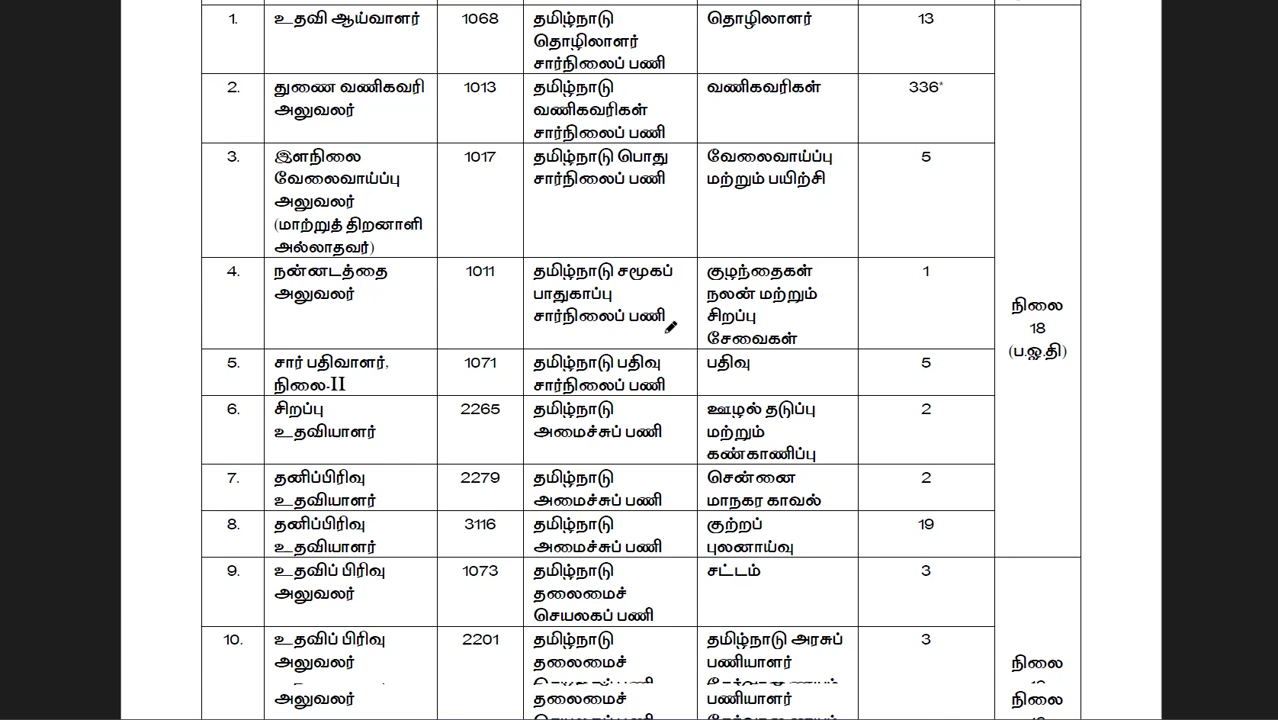 1. உதவி ஆய்வாளர் 1068 தமிழ்நாடு தொழிலாளர் 13
தொழிலாளர்
சார்நிலைப் பணி
2. துணை வணிகவரி 1013 தமிழ்நாடு வணிகவரிகள் 336*
அலுவலர் வணிகவரிகள்
சார்நிலைப் பணி
3. இளநிலை 1017 தமிழ்நாடு பொது வேலைவாய்ப்பு 5
வேலைவாய்ப்பு சார்நிலைப் பணி மற்றும் பயிற்சி
அலுவலர்
(மாற்றுத் திறனாளி
அல்லாதவர்)
4. நன்னடத்தை 1011 தமிழ்நாடு சமூகப் குழந்தைகள் 1
அலுவலர் பாதுகாப்பு நலன் மற்றும் நிலை
சார்நிலைப் பணி சிறப்பு 18
சேவைகள் (ப.ஓ.தி)
5. சார் பதிவாளர், 1071 தமிழ்நாடு பதிவு பதிவு 5
நிலை-II சார்நிலைப் பணி
6. சிறப்பு 2265 தமிழ்நாடு ஊழல் தடுப்பு 2
உதவியாளர் அமைச்சுப் பணி மற்றும்
கண்காணிப்பு
7. தனிப்பிரிவு 2279 தமிழ்நாடு சென்னை 2
உதவியாளர் அமைச்சுப் பணி மாநகர காவல்
8. தனிப்பிரிவு 3116 தமிழ்நாடு குற்றப் 19
உதவியாளர் அமைச்சுப் பணி புலனாய்வு
9. உதவிப் பிரிவு 1073 தமிழ்நாடு சட்டம் 3
அலுவலர் தலைமைச்
செயலகப் பணி
10. உதவிப் பிரிவு 2201 தமிழ்நாடு தமிழ்நாடு அரசுப் 3
அலுவலர் தலைமைச் பணியாளர் நிலை
அலுவலர் தலைமைச் பணியாளர் நிலை